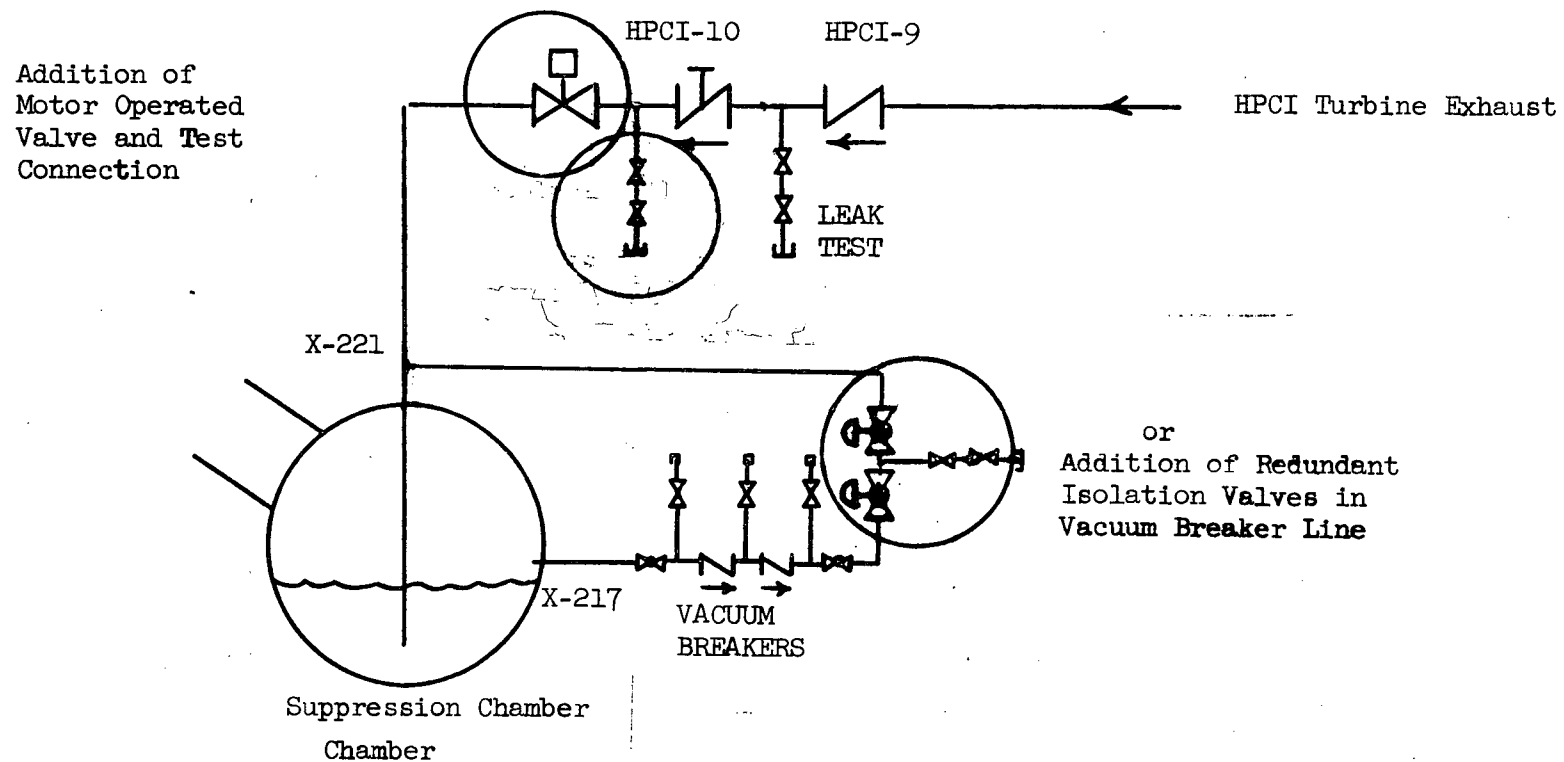 HPCI-10
HPCI-9
Addition of
Motor Operated
Valve and Test
Connection
HPCI Turbine Exhaust
LEAK
TEST
X-221
or
Addition of Redundant
Isolation Valves in
Vacuum Breaker Line
X-217
VACUUM
BREAKERS
Suppression Chamber
Chamber